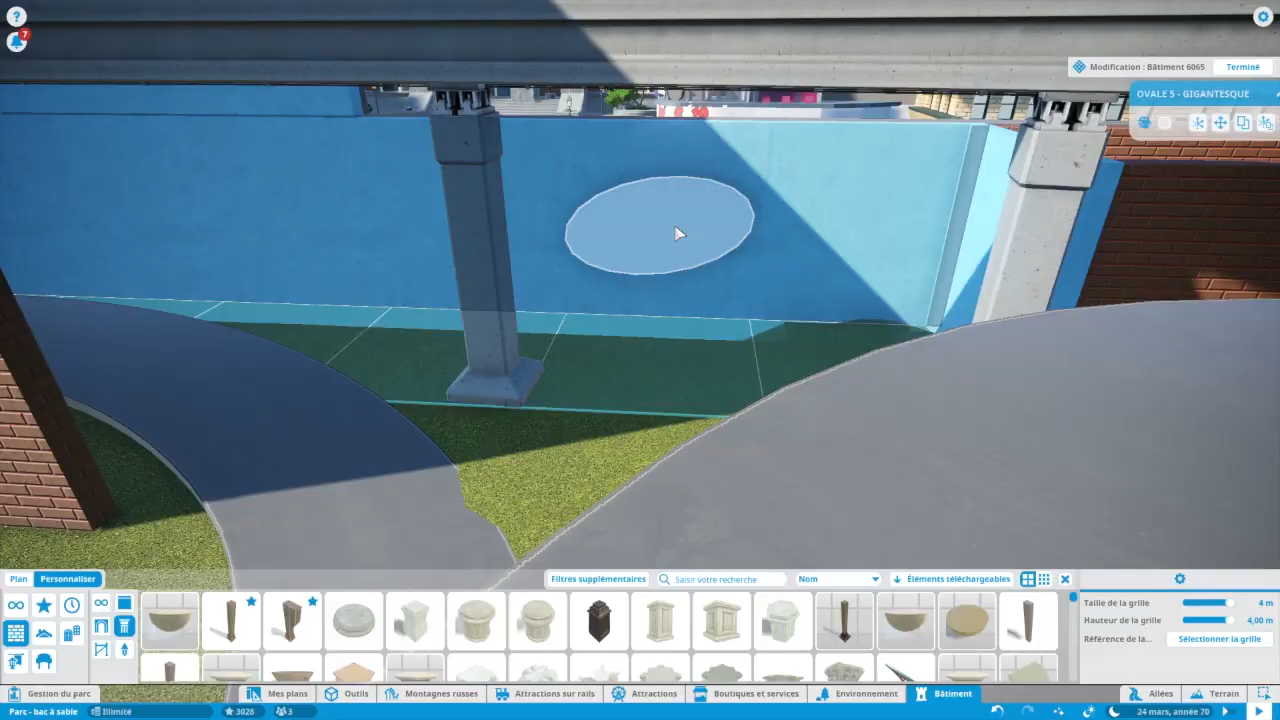 ?
7
Modification : Bâtiment 6065
Terminé
OVALE 5 - GIGANTESQUE
Plan
Personnaliser
Filtres supplémentaires
Saisir votre recherche
Nom
Éléments téléchargeables
Taille de la grille
4 m
Hauteur de la grille
4,00 m
Référence de la...
Sélectionner la grille
Gestion du parc
Mes plans
Outils
Montagnes russes
Attractions sur rails
Attractions
Boutiques et services
Environnement
Bâtiment
Allées
Terrain
Parc - bac à sable
Illimité
3028
3
24 mars, année 70